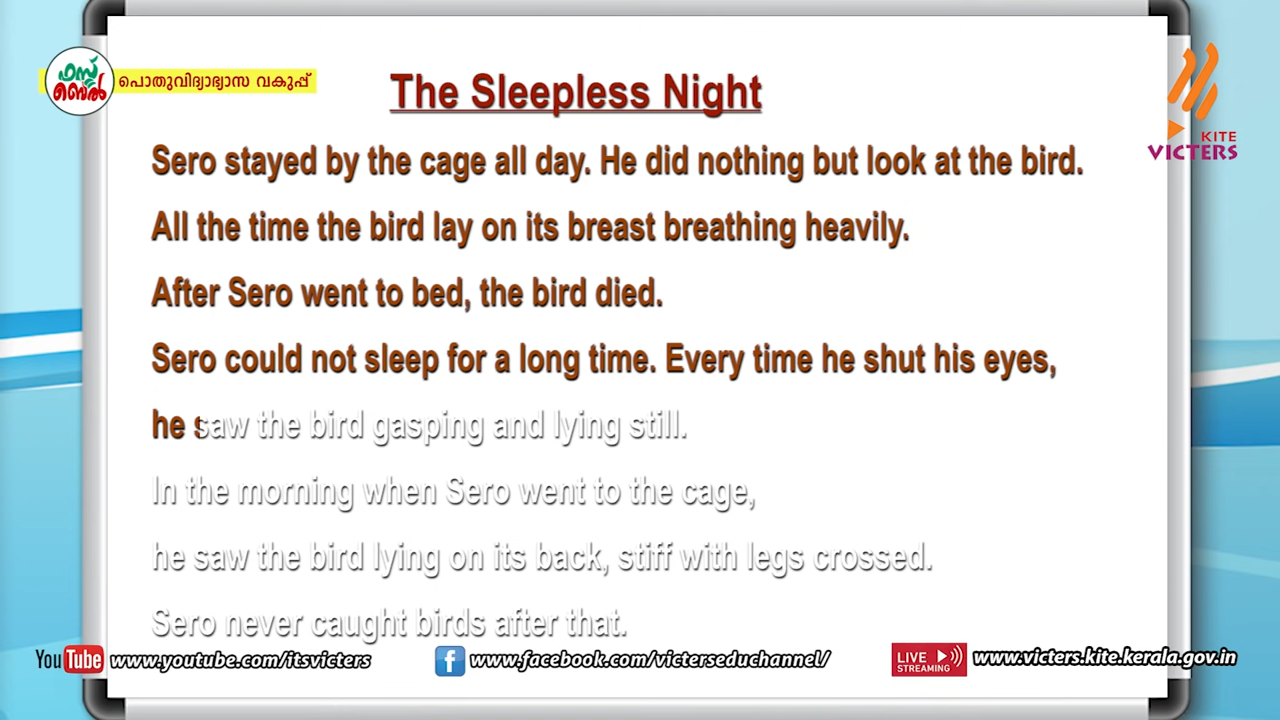 ഫസ്റ്റ്
ബെൽ
പൊതുവിദ്യാഭ്യാസ വകുപ്പ്
The Sleepless Night
KITE
VICTERS
Sero stayed by the cage all day. He did nothing but look at the bird.
All the time the bird lay on its breast breathing heavily.
After Sero went to bed, the bird died.
Sero could not sleep for a long time. Every time he shut his eyes,
he saw the bird gasping and lying still.
In the morning when Sero went to the cage,
he saw the bird lying on its back, stiff with legs crossed.
Sero never caught birds after that.
YouTube www.youtube.com/itsvicters
f www.facebook.com/victerseduchannel/
LIVE STREAMING www.victers.kite.kerala.gov.in